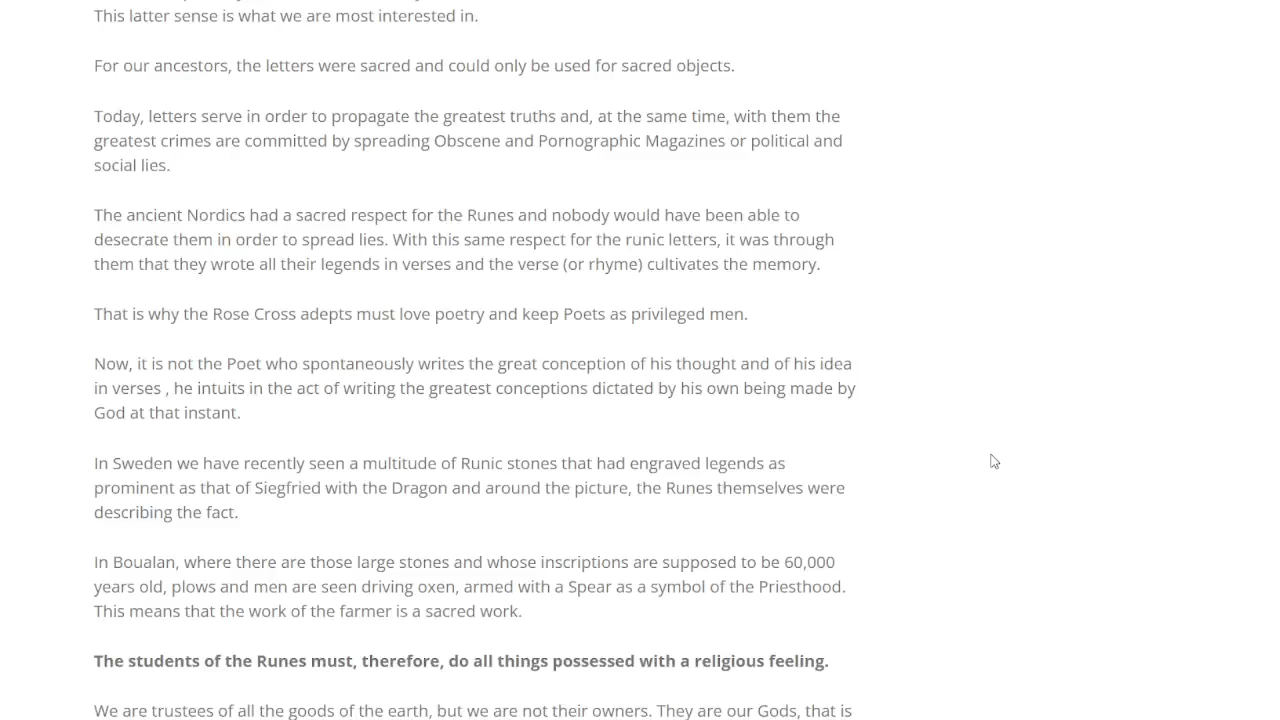 This latter sense is what we are most interested in.
For our ancestors, the letters were sacred and could only be used for sacred objects.
Today, letters serve in order to propagate the greatest truths and, at the same time, with them the
greatest crimes are committed by spreading Obscene and Pornographic Magazines or political and
social lies.
The ancient Nordics had a sacred respect for the Runes and nobody would have been able to
desecrate them in order to spread lies. With this same respect for the runic letters, it was through
them that they wrote all their legends in verses and the verse (or rhyme) cultivates the memory.
That is why the Rose Cross adepts must love poetry and keep Poets as privileged men.
Now, it is not the Poet who spontaneously writes the great conception of his thought and of his idea
in verses , he intuits in the act of writing the greatest conceptions dictated by his own being made by
God at that instant.
In Sweden we have recently seen a multitude of Runic stones that had engraved legends as
prominent as that of Siegfried with the Dragon and around the picture, the Runes themselves were
describing the fact.
In Boualan, where there are those large stones and whose inscriptions are supposed to be 60,000
years old, plows and men are seen driving oxen, armed with a Spear as a symbol of the Priesthood.
This means that the work of the farmer is a sacred work.
The students of the Runes must, therefore, do all things possessed with a religious feeling.
We are trustees of all the goods of the earth, but we are not their owners. They are our Gods, that is